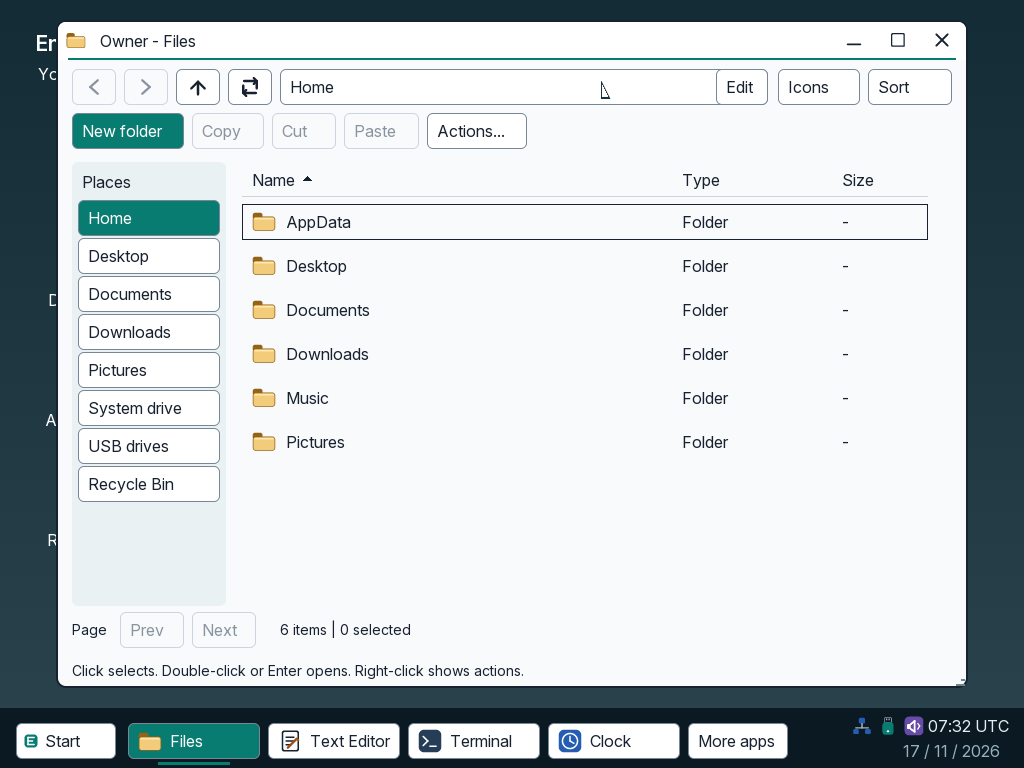 Owner - Files
Home
Edit
Icons
Sort
New folder
Copy
Cut
Paste
Actions...
Places
Home
Desktop
Documents
Downloads
Pictures
System drive
USB drives
Recycle Bin
Name Type Size
AppData Folder -
Desktop Folder -
Documents Folder -
Downloads Folder -
Music Folder -
Pictures Folder -
Page
Prev
Next
6 items | 0 selected
Click selects. Double-click or Enter opens. Right-click shows actions.
Start
Files
Text Editor
Terminal
Clock
More apps
07:32 UTC
17 / 11 / 2026